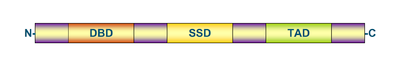 N- DBD SSD TAD -C